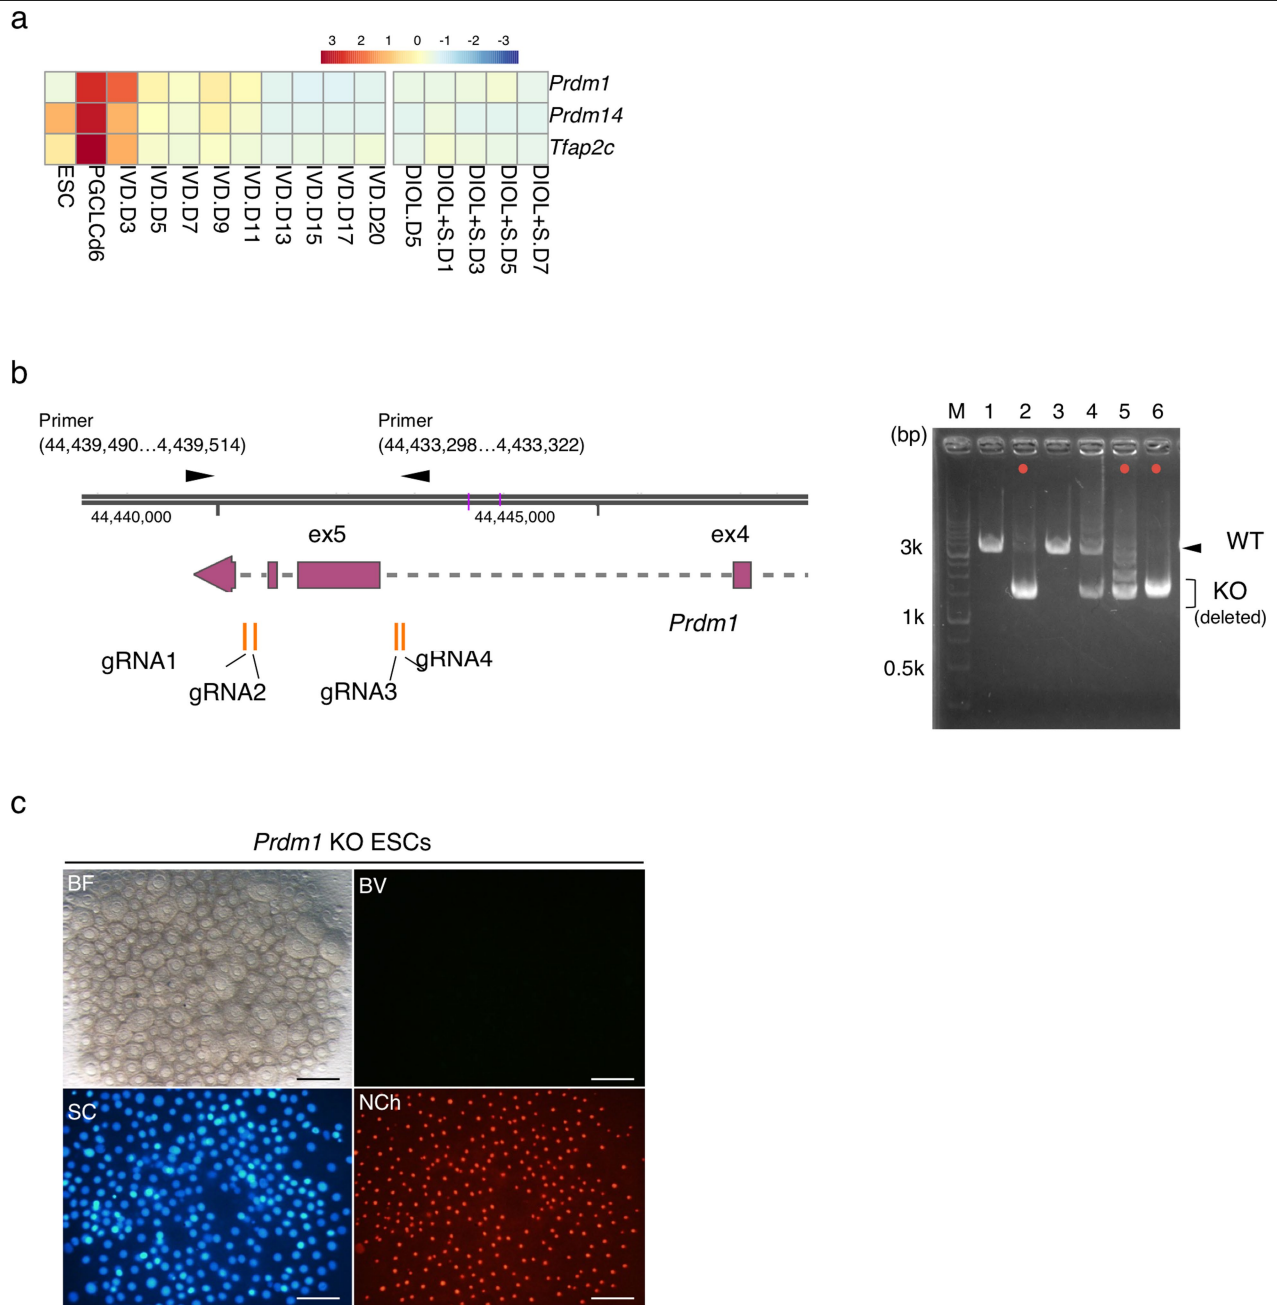 a
3 2 1 0 -1 -2 -3
Prdm1
Prdm14
Tfap2c
ESC
PGCLCd6
IVD.D3
IVD.D5
IVD.D7
IVD.D9
IVD.D11
IVD.D13
IVD.D15
IVD.D17
IVD.D20
DIOL.D5
DIOL+S.D1
DIOL+S.D3
DIOL+S.D5
DIOL+S.D7
b
Primer
(44,439,490...4,439,514)
Primer
(44,433,298...4,433,322)
44,440,000
44,445,000
ex5
ex4
Prdm1
gRNA1
gRNA2
gRNA3
gRNA4
M 1 2 3 4 5 6
(bp)
3k
1k
0.5k
WT
KO
(deleted)
c
Prdm1 KO ESCs
BF
BV
SC
NCh